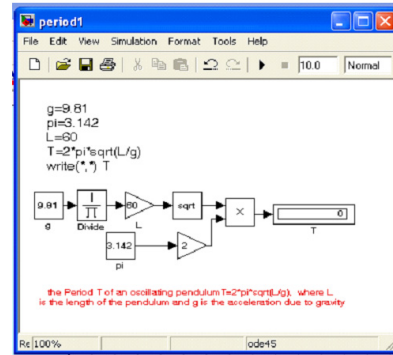 period1
File Edit View Simulation Format Tools Help
10.0 Normal
g=9.81
pi=3.142
L=60
T=2*pi*sqrt(L/g)
write(*,*) T
9.81
g
1
Π
Divide
60
L
sqrt
×
0
T
3.142
pi
2
the Period T of an oscillating pendulum T=2*pi*sqrt(L/g), where L
is the length of the pendulum and g is the acceleration due to gravity
Re 100% ode45